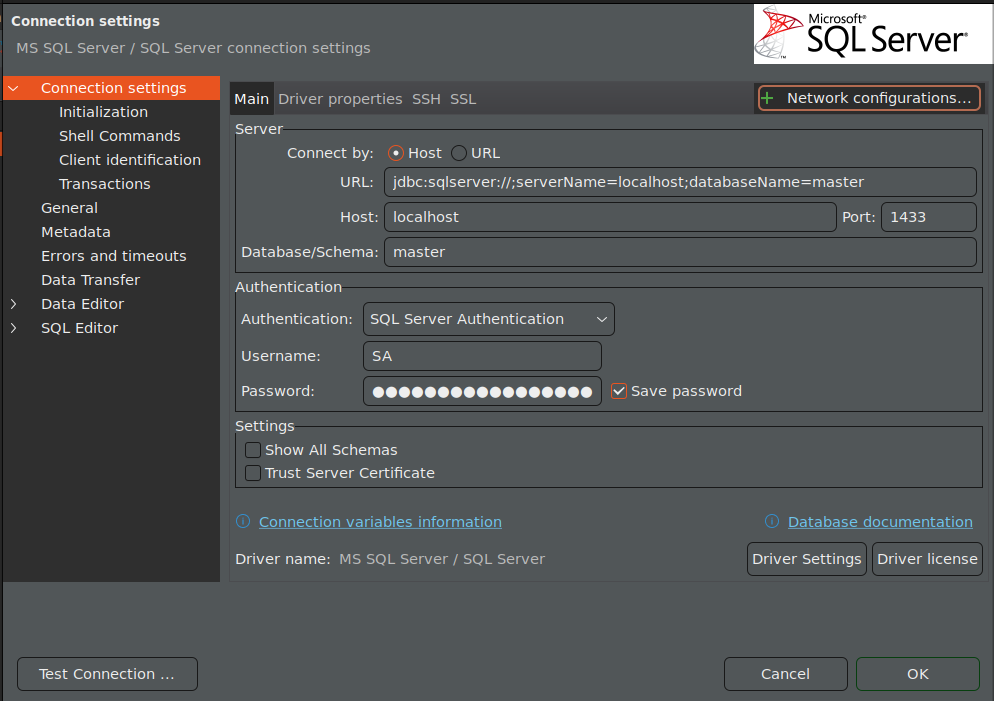 Connection settings
MS SQL Server / SQL Server connection settings
Microsoft®
SQL Server®
™
Connection settings
Initialization
Shell Commands
Client identification
Transactions
General
Metadata
Errors and timeouts
Data Transfer
Data Editor
SQL Editor
Main Driver properties SSH SSL
Network configurations...
Server
Connect by: Host URL
URL: jdbc:sqlserver://;serverName=localhost;databaseName=master
Host: localhost Port: 1433
Database/Schema: master
Authentication
Authentication: SQL Server Authentication
Username: SA
Password: ●●●●●●●●●●●●●●●●● Save password
Settings
Show All Schemas
Trust Server Certificate
Connection variables information Database documentation
Driver name: MS SQL Server / SQL Server Driver Settings Driver license
Test Connection ... Cancel OK